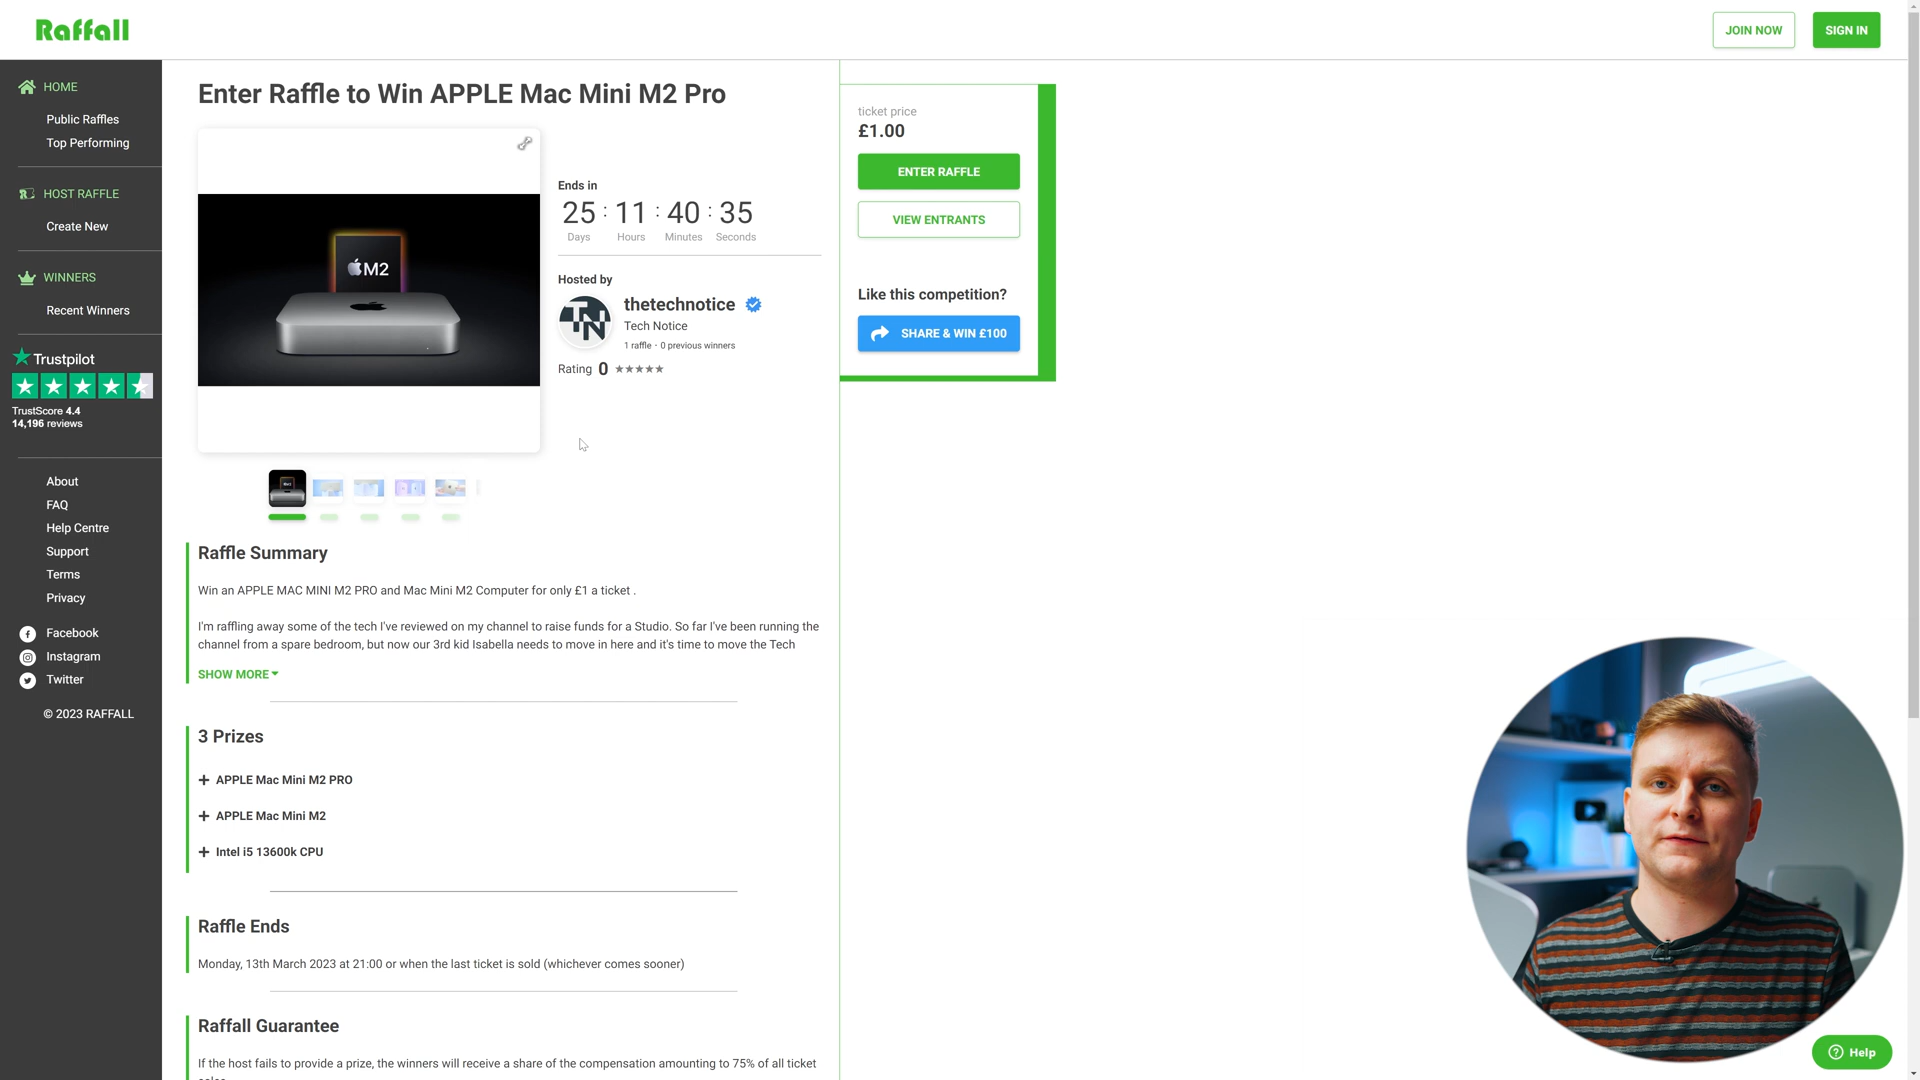 Raffall
JOIN NOW
SIGN IN
HOME
Public Raffles
Top Performing
HOST RAFFLE
Create New
WINNERS
Recent Winners
Trustpilot
TrustScore 4.4
14,196 reviews
About
FAQ
Help Centre
Support
Terms
Privacy
Facebook
Instagram
Twitter
© 2023 RAFFALL
Enter Raffle to Win APPLE Mac Mini M2 Pro
M2
Ends in
25 : 11 : 40 : 35
Days Hours Minutes Seconds
Hosted by
TN
thetechnotice
Tech Notice
1 raffle · 0 previous winners
Rating 0 ★★★★★
ticket price
£1.00
ENTER RAFFLE
VIEW ENTRANTS
Like this competition?
SHARE & WIN £100
Raffle Summary
Win an APPLE MAC MINI M2 PRO and Mac Mini M2 Computer for only £1 a ticket .
I'm raffling away some of the tech I've reviewed on my channel to raise funds for a Studio. So far I've been running the
channel from a spare bedroom, but now our 3rd kid Isabella needs to move in here and it's time to move the Tech
SHOW MORE
3 Prizes
+ APPLE Mac Mini M2 PRO
+ APPLE Mac Mini M2
+ Intel i5 13600k CPU
Raffle Ends
Monday, 13th March 2023 at 21:00 or when the last ticket is sold (whichever comes sooner)
Raffall Guarantee
If the host fails to provide a prize, the winners will receive a share of the compensation amounting to 75% of all ticket
Help